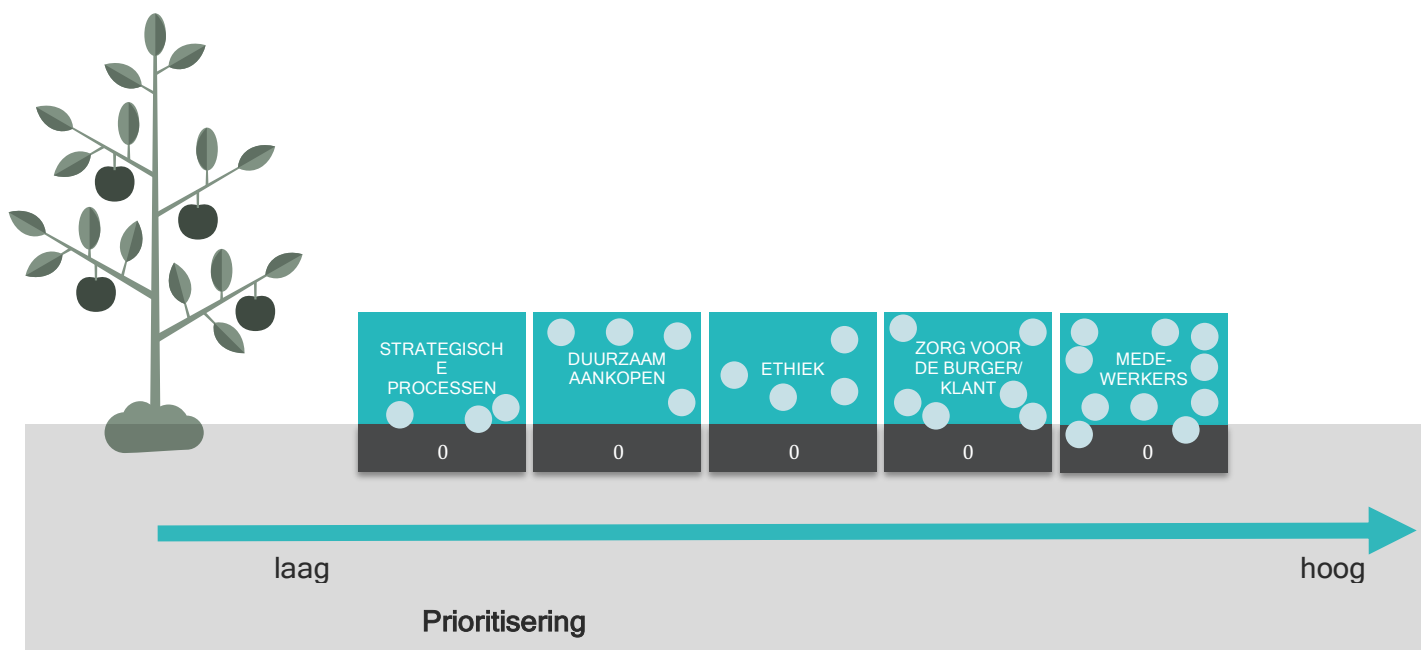 STRATEGISCH
E
PROCESSEN
0
DUURZAAM
AANKOPEN
0
ETHIEK
0
ZORG VOOR
DE BURGER/
KLANT
0
MEDE-
WERKERS
0
laag
hoog
Prioritisering